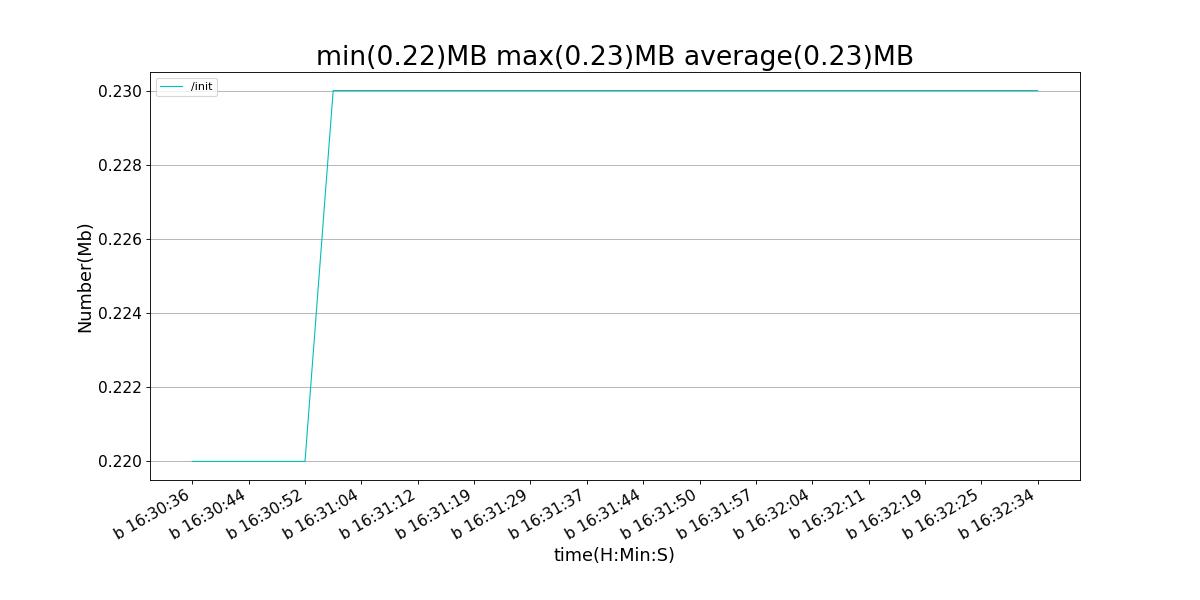 min(0.22)MB max(0.23)MB average(0.23)MB
/init
0.230
0.228
0.226
0.224
0.222
0.220
Number(Mb)
b 16:30:36
b 16:30:44
b 16:30:52
b 16:31:04
b 16:31:12
b 16:31:19
b 16:31:29
b 16:31:37
b 16:31:44
b 16:31:50
b 16:31:57
b 16:32:04
b 16:32:11
b 16:32:19
b 16:32:25
b 16:32:34
time(H:Min:S)